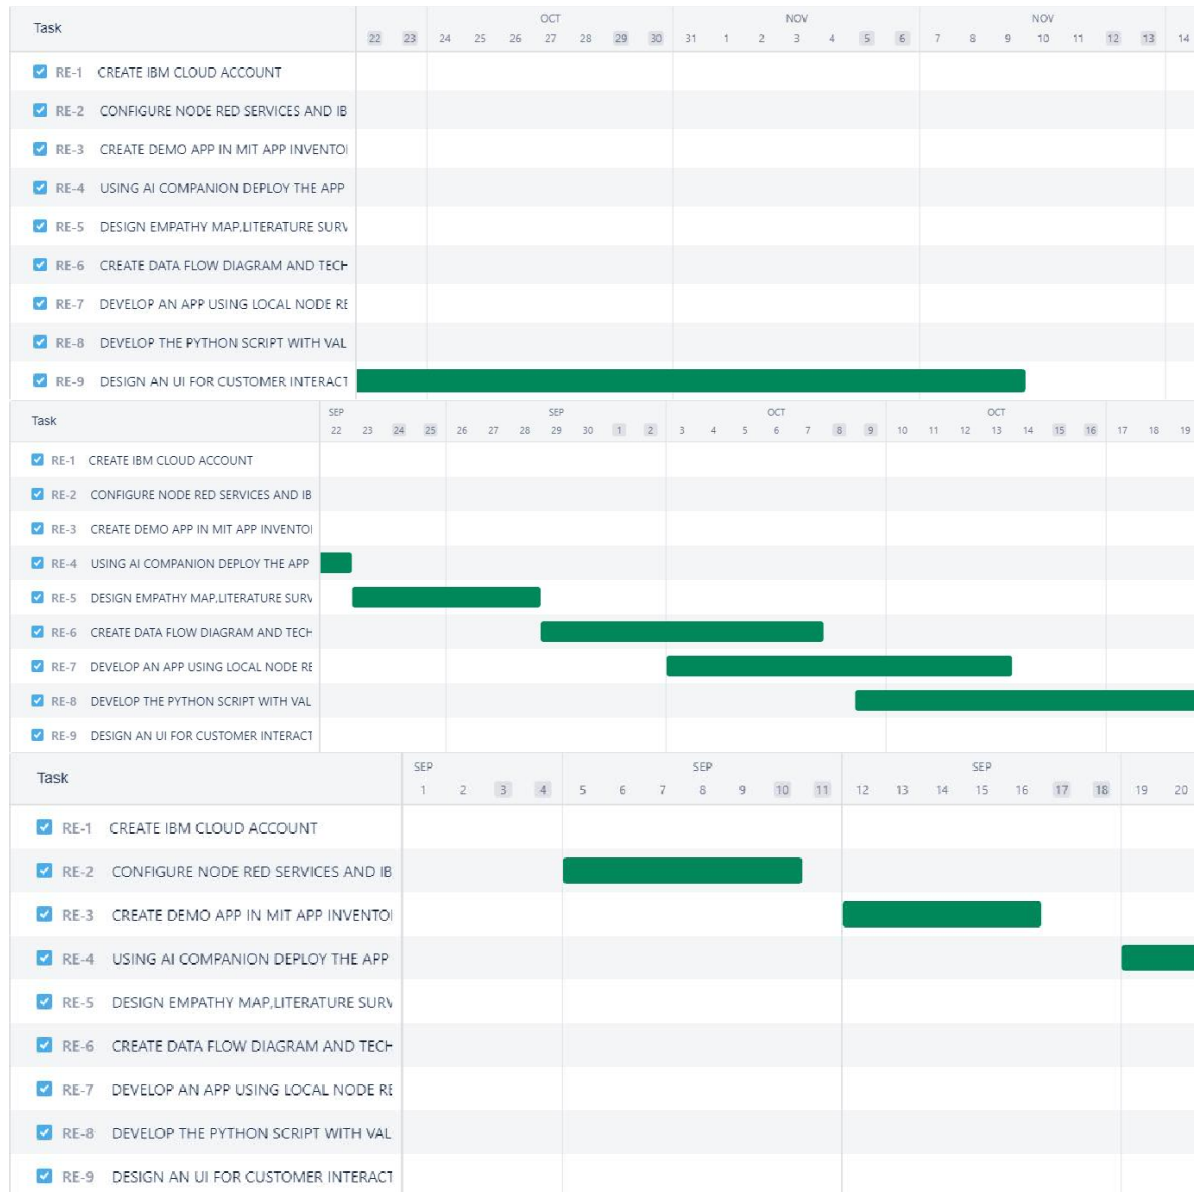 OCT NOV NOV
Task
22 23 24 25 26 27 28 29 30 31 1 2 3 4 5 6 7 8 9 10 11 12 13 14
RE-1 CREATE IBM CLOUD ACCOUNT
RE-2 CONFIGURE NODE RED SERVICES AND IB
RE-3 CREATE DEMO APP IN MIT APP INVENTO
RE-4 USING AI COMPANION DEPLOY THE APP
RE-5 DESIGN EMPATHY MAP,LITERATURE SURV
RE-6 CREATE DATA FLOW DIAGRAM AND TECH
RE-7 DEVELOP AN APP USING LOCAL NODE RE
RE-8 DEVELOP THE PYTHON SCRIPT WITH VAL
RE-9 DESIGN AN UI FOR CUSTOMER INTERACT
SEP SEP OCT OCT
Task
22 23 24 25 26 27 28 29 30 1 2 3 4 5 6 7 8 9 10 11 12 13 14 15 16 17 18 19
RE-1 CREATE IBM CLOUD ACCOUNT
RE-2 CONFIGURE NODE RED SERVICES AND IB
RE-3 CREATE DEMO APP IN MIT APP INVENTO
RE-4 USING AI COMPANION DEPLOY THE APP
RE-5 DESIGN EMPATHY MAP,LITERATURE SURV
RE-6 CREATE DATA FLOW DIAGRAM AND TECH
RE-7 DEVELOP AN APP USING LOCAL NODE RE
RE-8 DEVELOP THE PYTHON SCRIPT WITH VAL
RE-9 DESIGN AN UI FOR CUSTOMER INTERACT
SEP SEP SEP
Task
1 2 3 4 5 6 7 8 9 10 11 12 13 14 15 16 17 18 19 20
RE-1 CREATE IBM CLOUD ACCOUNT
RE-2 CONFIGURE NODE RED SERVICES AND IB
RE-3 CREATE DEMO APP IN MIT APP INVENTO
RE-4 USING AI COMPANION DEPLOY THE APP
RE-5 DESIGN EMPATHY MAP,LITERATURE SURV
RE-6 CREATE DATA FLOW DIAGRAM AND TECH
RE-7 DEVELOP AN APP USING LOCAL NODE RE
RE-8 DEVELOP THE PYTHON SCRIPT WITH VAL
RE-9 DESIGN AN UI FOR CUSTOMER INTERACT